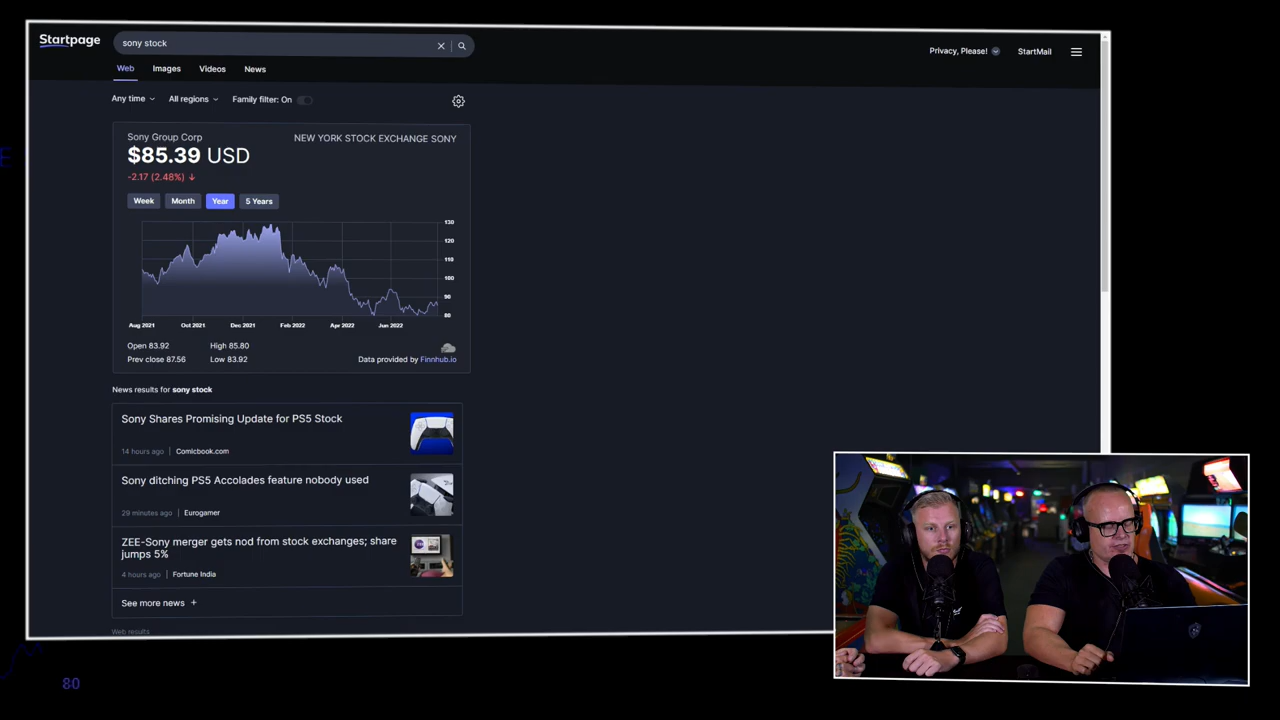 Startpage
sony stock
Privacy, Please!
StartMail
Web
Images
Videos
News
Any time
All regions
Family filter: On
Sony Group Corp
NEW YORK STOCK EXCHANGE SONY
$85.39 USD
-2.17 (2.48%) ↓
Week
Month
Year
5 Years
130
120
110
100
90
80
Aug 2021
Oct 2021
Dec 2021
Feb 2022
Apr 2022
Jun 2022
Open 83.92
High 85.80
Prev close 87.56
Low 83.92
Data provided by Finnhub.io
News results for sony stock
Sony Shares Promising Update for PS5 Stock
14 hours ago | Comicbook.com
Sony ditching PS5 Accolades feature nobody used
29 minutes ago | Eurogamer
ZEE-Sony merger gets nod from stock exchanges; share
jumps 5%
4 hours ago | Fortune India
See more news +
Web results
E
80